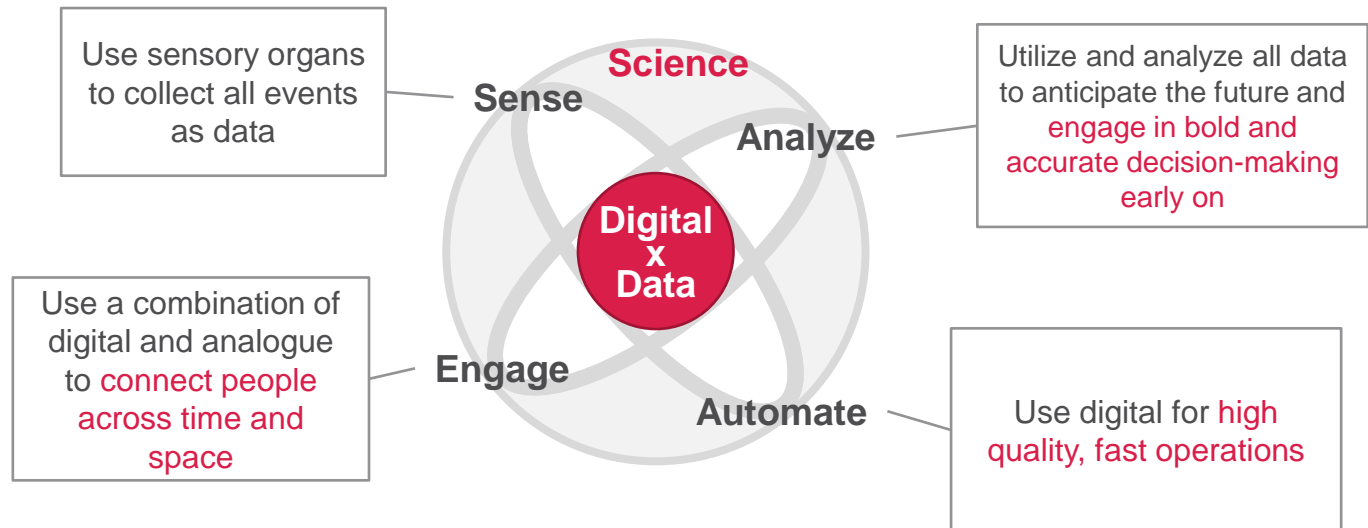 Use sensory organs
to collect all events
as data
Science
Sense
Analyze
Utilize and analyze all data
to anticipate the future and
engage in bold and
accurate decision-making
early on
Digital
x
Data
Use a combination of
digital and analogue
to connect people
across time and
space
Engage
Automate
Use digital for high
quality, fast operations